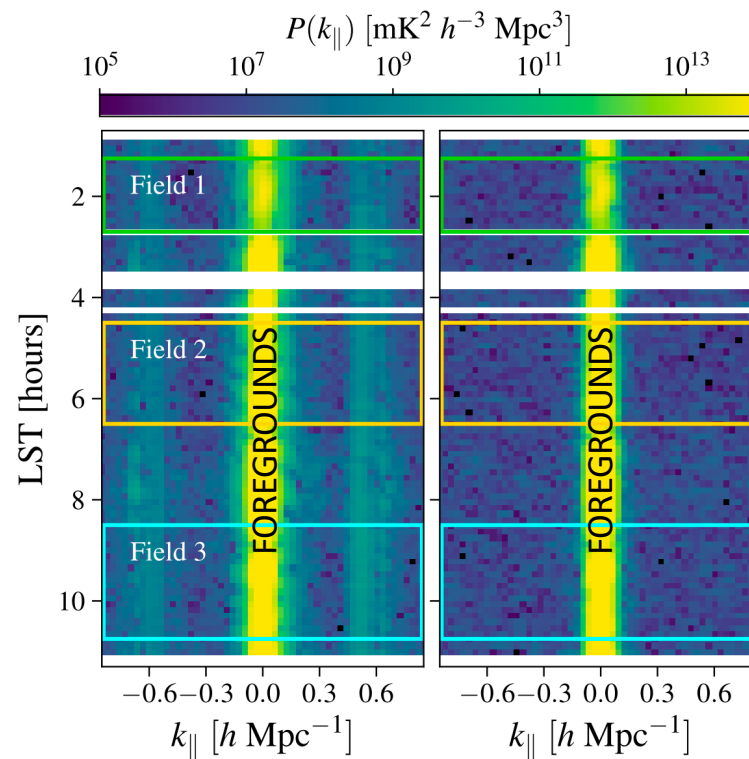 P(k∥) [mK² h⁻³ Mpc³]
10⁵ 10⁷ 10⁹ 10¹¹ 10¹³
Field 1
Field 2
Field 3
FOREGROUNDS
FOREGROUNDS
LST [hours]
2
4
6
8
10
−0.6 −0.3 0.0 0.3 0.6
−0.6 −0.3 0.0 0.3 0.6
k∥ [h Mpc⁻¹]
k∥ [h Mpc⁻¹]